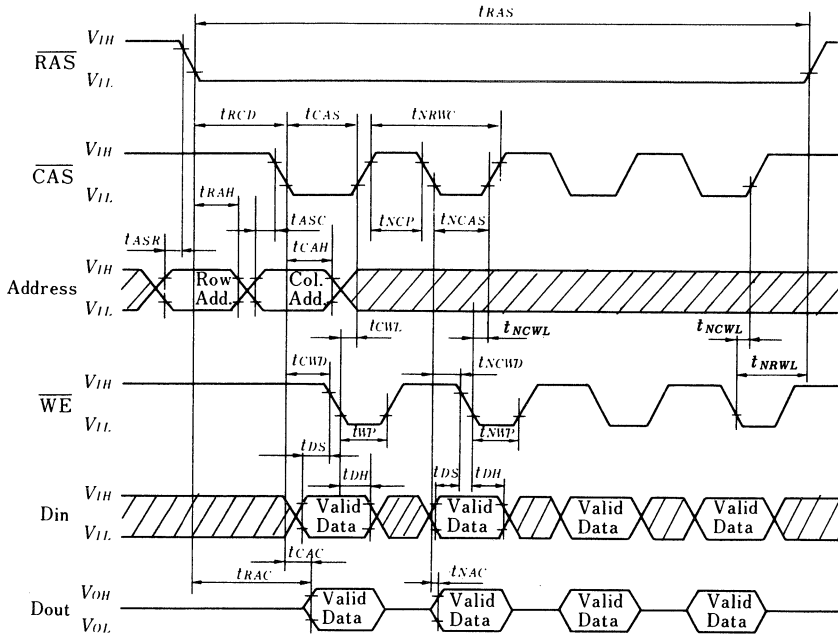 tRAS
RAS
VIH
VIL
tRCD
tCAS
tNRWC
CAS
VIH
VIL
tRAH
tASC
tNCP
tNCAS
tASR
tCAH
Address
VIH
VIL
Row
Add.
Col.
Add.
tCWL
tNCWL
tNCWL
tCWD
tNCWD
tNRWL
WE
VIH
VIL
tWP
tNWP
tDS
tDH
tDS
tDH
Din
VIH
VIL
Valid
Data
Valid
Data
Valid
Data
Valid
Data
tCAC
tRAC
tNAC
Dout
VOH
VOL
Valid
Data
Valid
Data
Valid
Data
Valid
Data